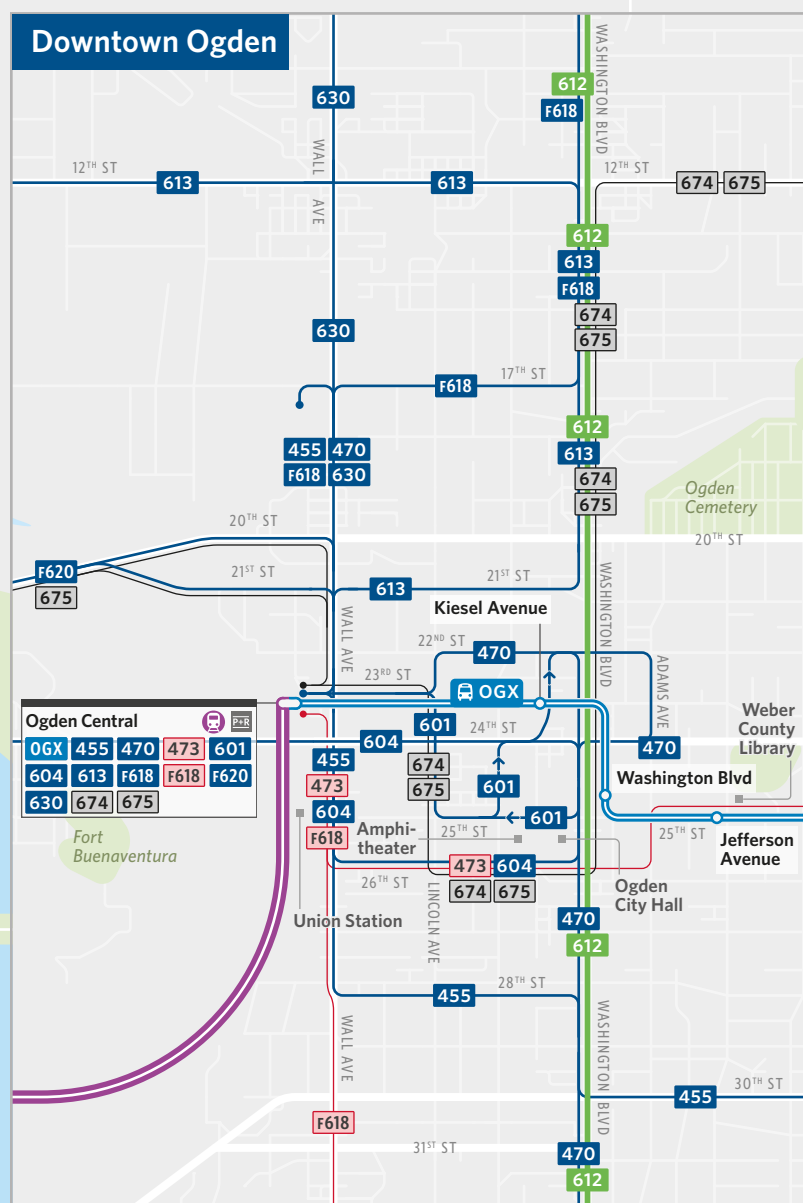 Downtown Ogden
WASHINGTON BLVD
612
630
F618
WALL AVE
12TH ST
12TH ST
613
613
674 675
612
613
F618
674
675
630
17TH ST
F618
612
455 470
613
F618 630
674
675
Ogden
Cemetery
20TH ST
20TH ST
F620
21ST ST
21ST ST
613
675
WASHINGTON BLVD
Kiesel Avenue
WALL AVE
22ND ST
470
ADAMS AVE
23RD ST
OGX
Ogden Central
P+R
OGX 455 470 473 601
604 613 F618 F618 F620
630 674 675
601
24TH ST
604
470
Weber
County
Library
455
674
473
675
601
Washington Blvd
604
601
F618
Amphi-
theater
25TH ST
25TH ST
Jefferson
Avenue
Fort
Buenaventura
473 604
26TH ST
674 675
Ogden
City Hall
LINCOLN AVE
Union Station
470
612
28TH ST
455
WALL AVE
WASHINGTON BLVD
30TH ST
455
F618
31ST ST
470
612